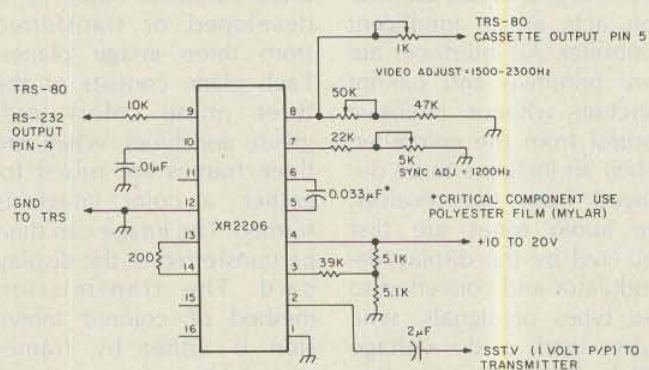 TRS-80
CASSETTE OUTPUT PIN 5
1K
VIDEO ADJUST=1500-2300Hz
TRS-80
RS-232
OUTPUT
PIN-4
10K
50K
47K
9
8
10
7
22K
5K
SYNC ADJ = 1200Hz
.01µF
11
6
0.033µF*
*CRITICAL COMPONENT USE
POLYESTER FILM (MYLAR)
GND
TO TRS
12
5
XR2206
13
4
+10 TO 20V
200
5.1K
14
3
39K
5.1K
15
2
16
1
2µF
SSTV (1 VOLT P/P) TO
TRANSMITTER